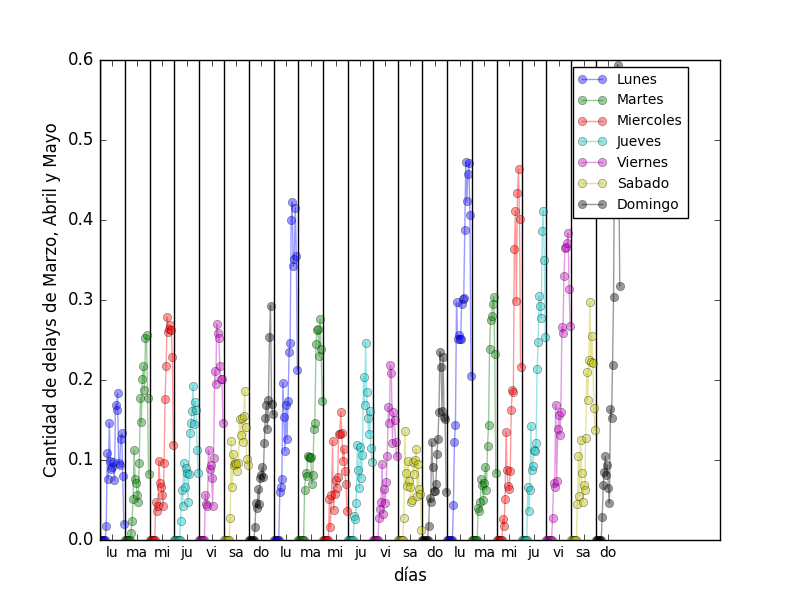 0.6
0.5
0.4
0.3
0.2
0.1
0.0
Cantidad de delays de Marzo, Abril y Mayo
Lunes
Martes
Miercoles
Jueves
Viernes
Sabado
Domingo
lu ma mi ju vi sa do lu ma mi ju vi sa do lu ma mi ju vi sa do
días